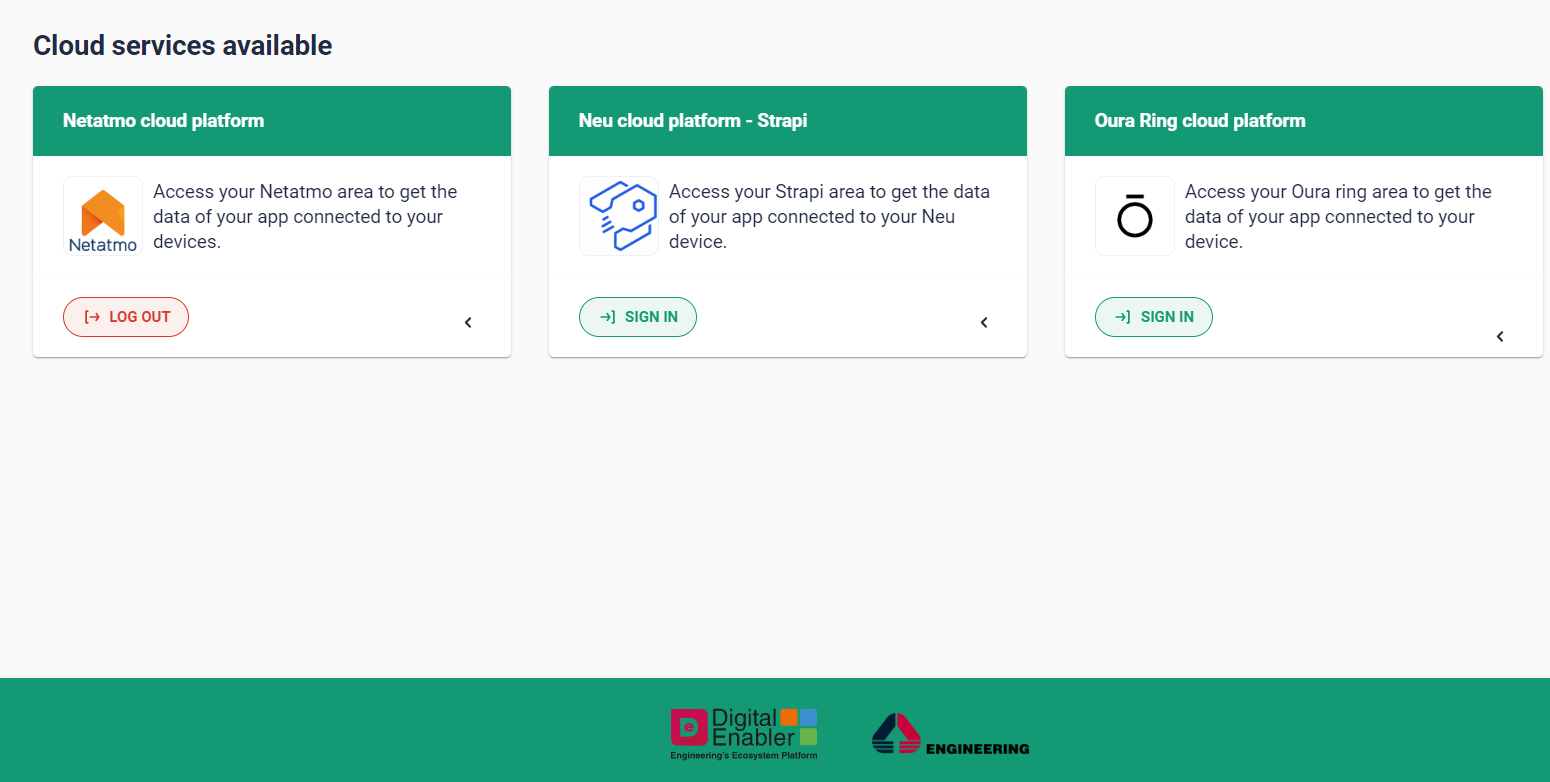 Cloud services available
Netatmo cloud platform
Netatmo
Access your Netatmo area to get the
data of your app connected to your
devices.
LOG OUT
Neu cloud platform - Strapi
Access your Strapi area to get the data
of your app connected to your Neu
device.
SIGN IN
Oura Ring cloud platform
Access your Oura ring area to get the
data of your app connected to your
device.
SIGN IN
De
Digital
Enabler
Engineering's Ecosystem Platform
ENGINEERING